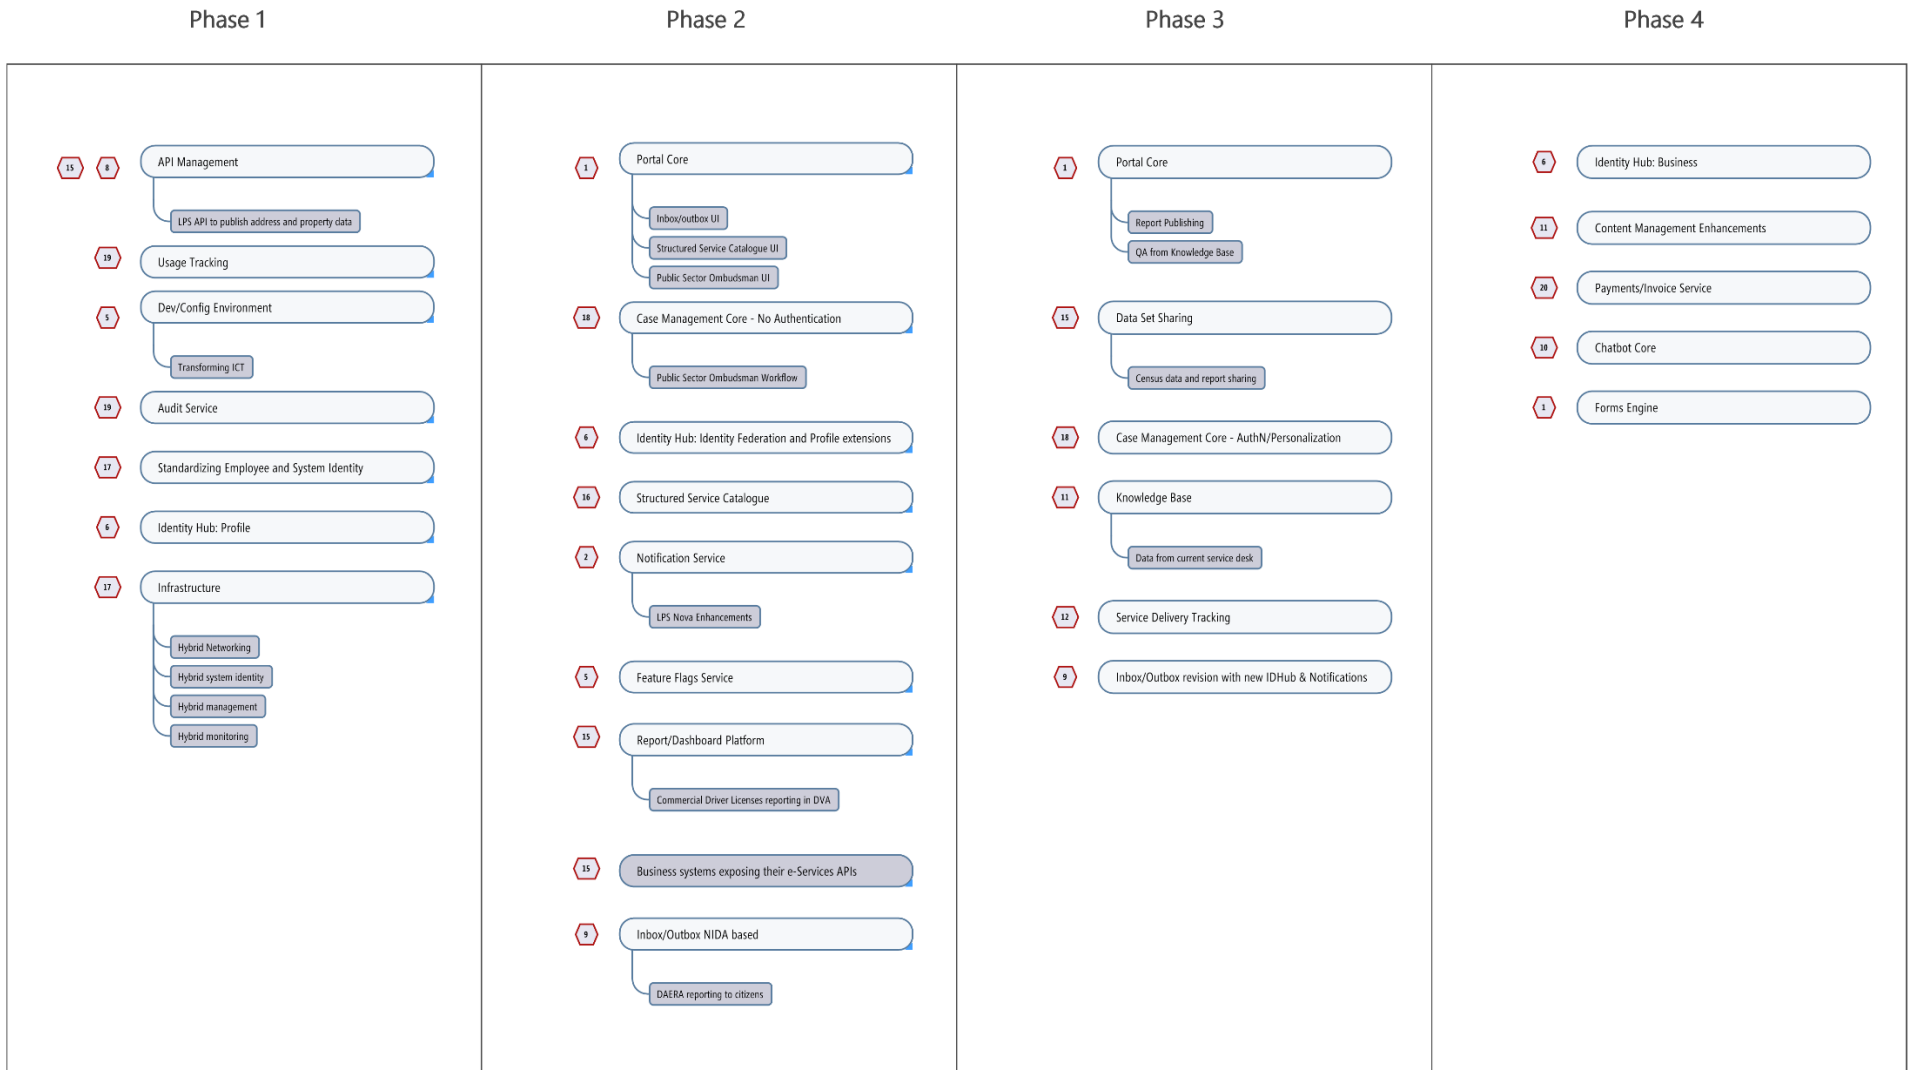 Phase 1
Phase 2
Phase 3
Phase 4
15
8
API Management
LPS API to publish address and property data
19
Usage Tracking
5
Dev/Config Environment
Transforming ICT
19
Audit Service
17
Standardizing Employee and System Identity
6
Identity Hub: Profile
17
Infrastructure
Hybrid Networking
Hybrid system identity
Hybrid management
Hybrid monitoring
1
Portal Core
Inbox/outbox UI
Structured Service Catalogue UI
Public Sector Ombudsman UI
18
Case Management Core - No Authentication
Public Sector Ombudsman Workflow
6
Identity Hub: Identity Federation and Profile extensions
16
Structured Service Catalogue
2
Notification Service
LPS Nova Enhancements
5
Feature Flags Service
15
Report/Dashboard Platform
Commercial Driver Licenses reporting in DVA
15
Business systems exposing their e-Services APIs
9
Inbox/Outbox NIDA based
DAERA reporting to citizens
1
Portal Core
Report Publishing
QA from Knowledge Base
15
Data Set Sharing
Census data and report sharing
18
Case Management Core - AuthN/Personalization
11
Knowledge Base
Data from current service desk
12
Service Delivery Tracking
9
Inbox/Outbox revision with new IDHub & Notifications
6
Identity Hub: Business
11
Content Management Enhancements
20
Payments/Invoice Service
10
Chatbot Core
1
Forms Engine